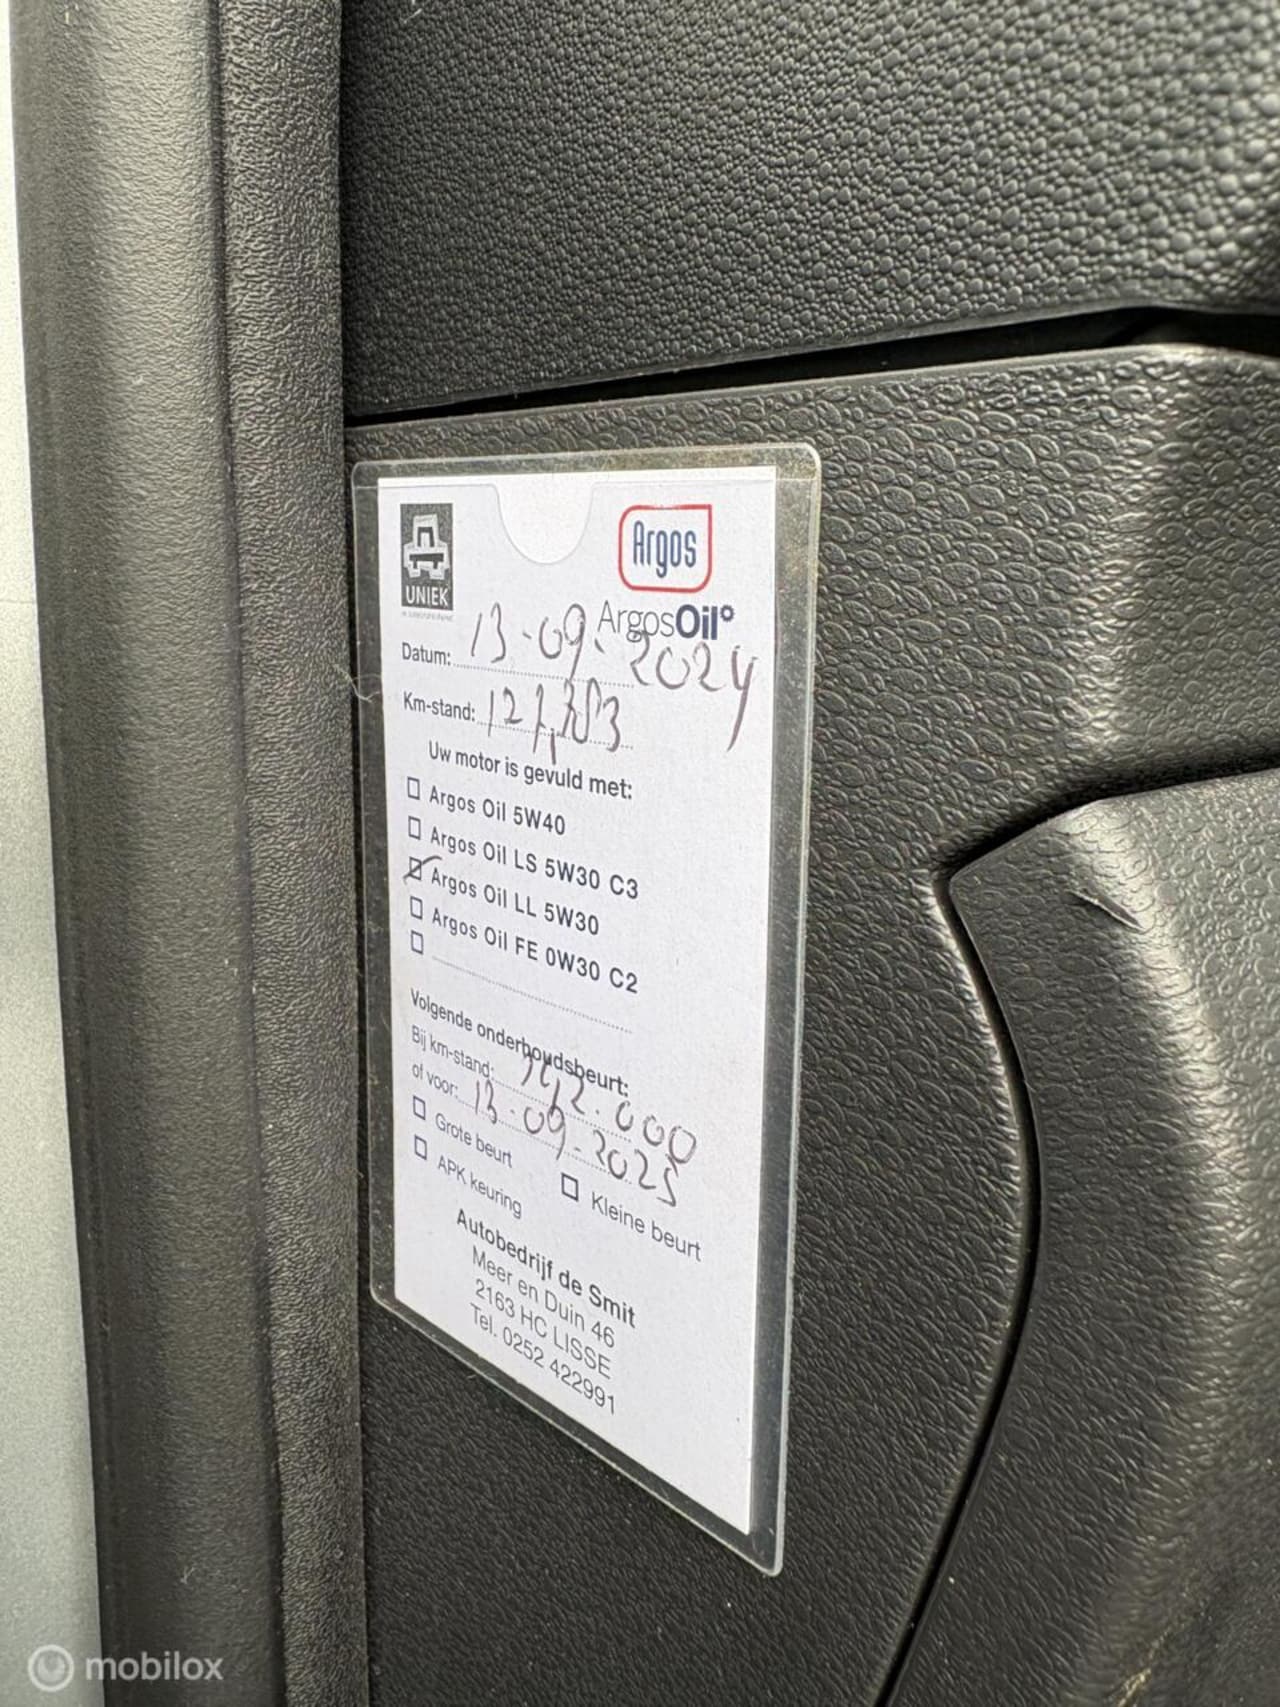 UNIEK
Argos
ArgosOil°
Datum: 13-09-2024
Km-stand:
Uw motor is gevuld met:
Argos Oil 5W40
Argos Oil LS 5W30 C3
Argos Oil LL 5W30
Argos Oil FE 0W30 C2
Volgende onderhoudsbeurt:
Bij km-stand: 142.000
of voor: 13-09-2025
Grote beurt
Kleine beurt
APK keuring
Autobedrijf de Smit
Meer en Duin 46
2163 HC LISSE
Tel. 0252 422991
mobilox